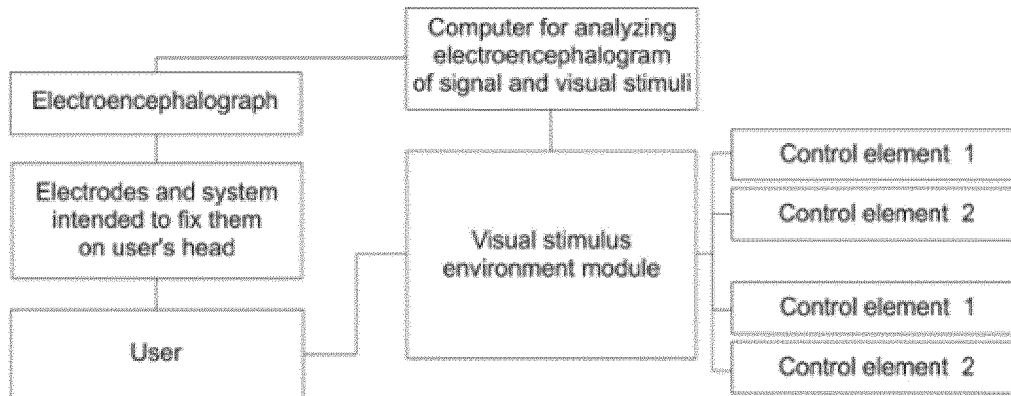 Computer for analyzing
electroencephalogram
of signal and visual stimuli
Electroencephalograph
Electrodes and system
intended to fix them
on user's head
User
Visual stimulus
environment module
Control element 1
Control element 2
Control element 1
Control element 2